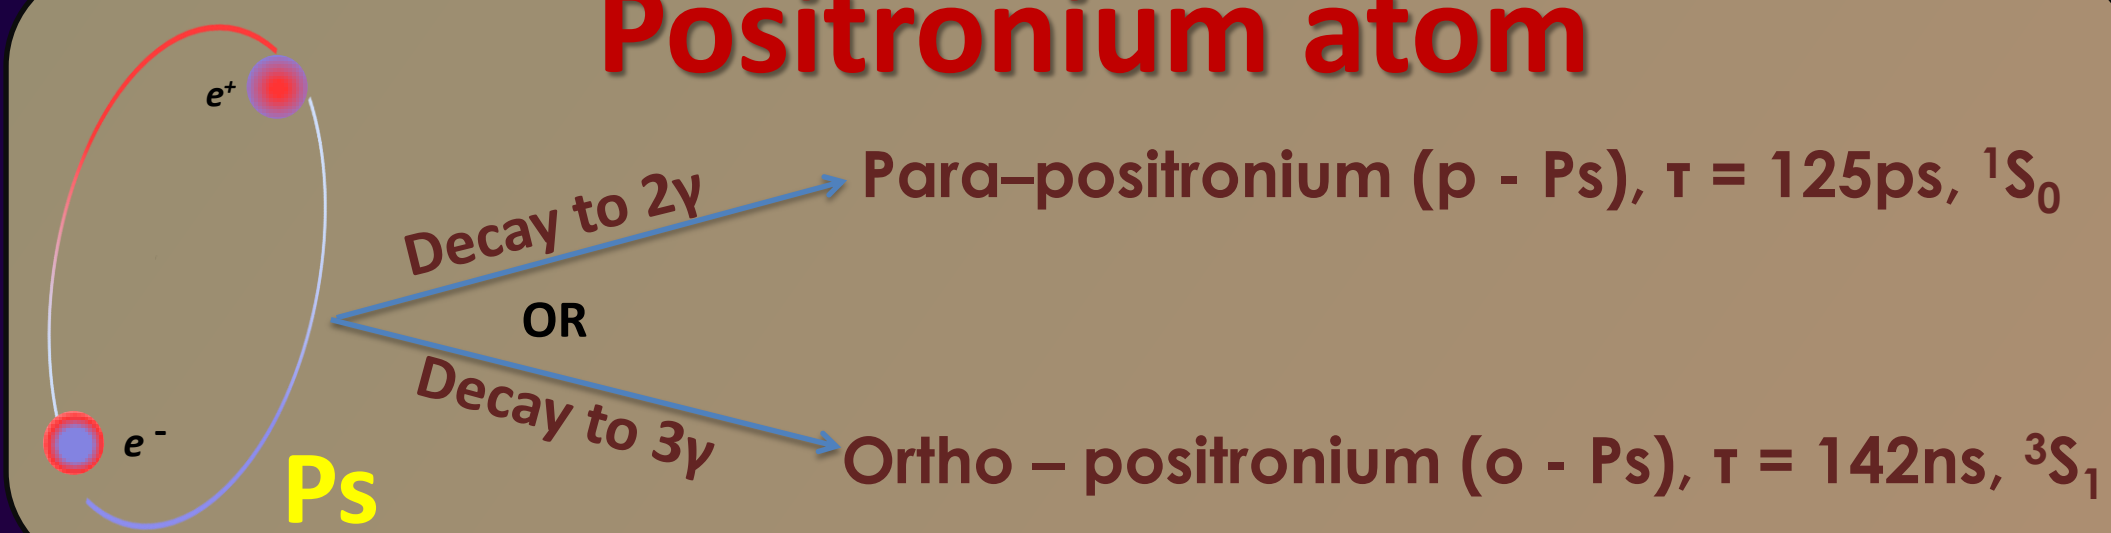 Positronium atom
e⁺
Decay to 2γ
Para–positronium (p - Ps), τ = 125ps, ¹S₀
OR
Decay to 3γ
Ortho – positronium (o - Ps), τ = 142ns, ³S₁
e⁻
Ps